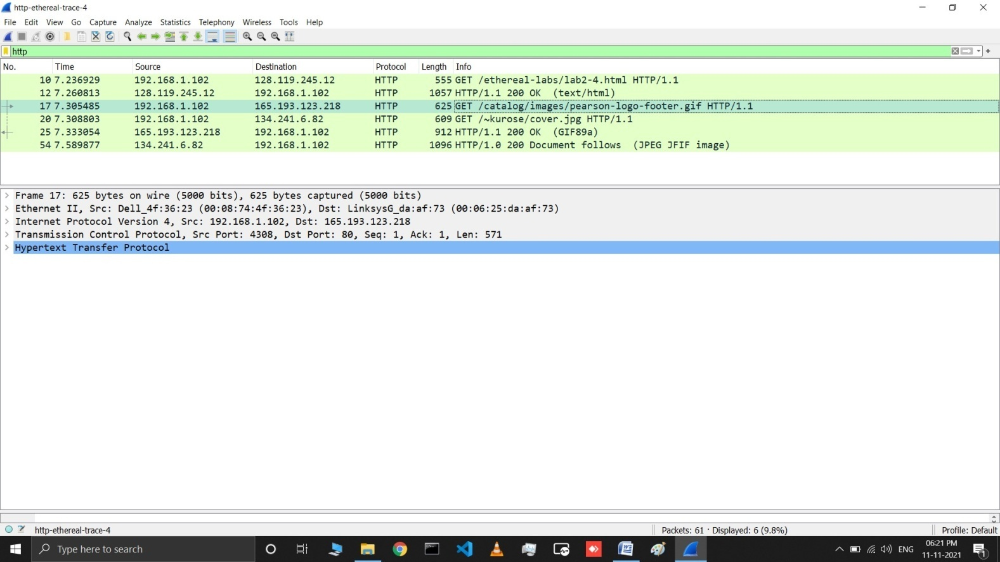 http-ethereal-trace-4
File Edit View Go Capture Analyze Statistics Telephony Wireless Tools Help
http
No. Time Source Destination Protocol Length Info
10 7.236929 192.168.1.102 128.119.245.12 HTTP 555 GET /ethereal-labs/lab2-4.html HTTP/1.1
12 7.260813 128.119.245.12 192.168.1.102 HTTP 1057 HTTP/1.1 200 OK (text/html)
17 7.305485 192.168.1.102 165.193.123.218 HTTP 625 GET /catalog/images/pearson-logo-footer.gif HTTP/1.1
20 7.308803 192.168.1.102 134.241.6.82 HTTP 609 GET /~kurose/cover.jpg HTTP/1.1
25 7.333054 165.193.123.218 192.168.1.102 HTTP 912 HTTP/1.1 200 OK (GIF89a)
54 7.589877 134.241.6.82 192.168.1.102 HTTP 1096 HTTP/1.0 200 Document follows (JPEG JFIF image)
Frame 17: 625 bytes on wire (5000 bits), 625 bytes captured (5000 bits)
Ethernet II, Src: Dell_4f:36:23 (00:08:74:4f:36:23), Dst: LinksysG_da:af:73 (00:06:25:da:af:73)
Internet Protocol Version 4, Src: 192.168.1.102, Dst: 165.193.123.218
Transmission Control Protocol, Src Port: 4308, Dst Port: 80, Seq: 1, Ack: 1, Len: 571
Hypertext Transfer Protocol
http-ethereal-trace-4 Packets: 61 · Displayed: 6 (9.8%) Profile: Default
Type here to search ENG 06:21 PM 1
11-11-2021